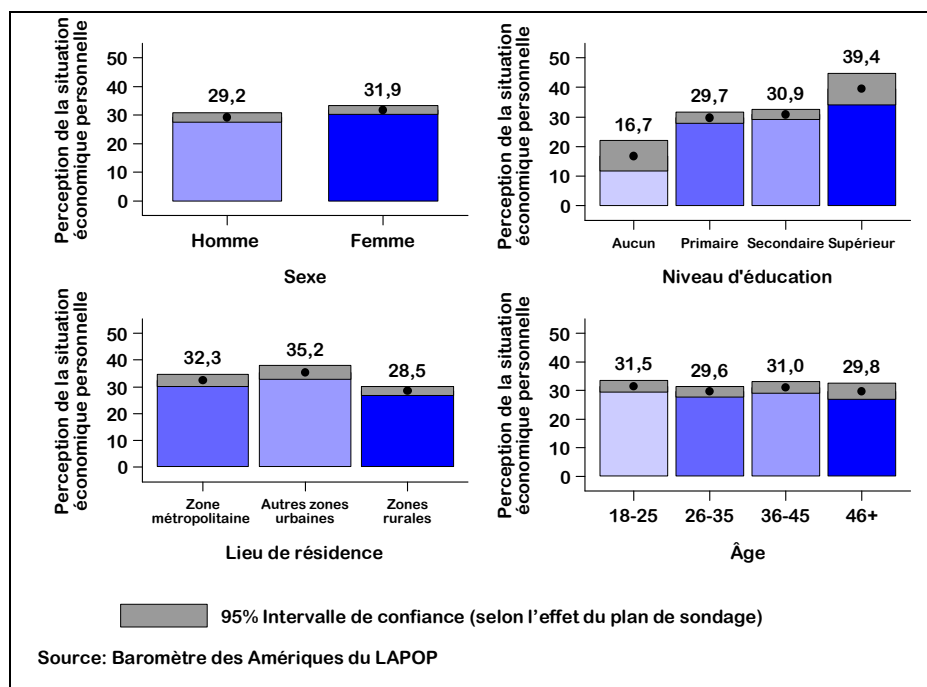 Perception de la situation
économique personnelle
50
40
30
20
10
0
29,2
31,9
Homme
Femme
Sexe
Perception de la situation
économique personnelle
50
40
30
20
10
0
16,7
29,7
30,9
39,4
Aucun
Primaire
Secondaire
Supérieur
Niveau d'éducation
Perception de la situation
économique personnelle
50
40
30
20
10
0
32,3
35,2
28,5
Zone
métropolitaine
Autres zones
urbaines
Zones
rurales
Lieu de résidence
Perception de la situation
économique personnelle
50
40
30
20
10
0
31,5
29,6
31,0
29,8
18-25
26-35
36-45
46+
Âge
95% Intervalle de confiance (selon l’effet du plan de sondage)
Source: Baromètre des Amériques du LAPOP